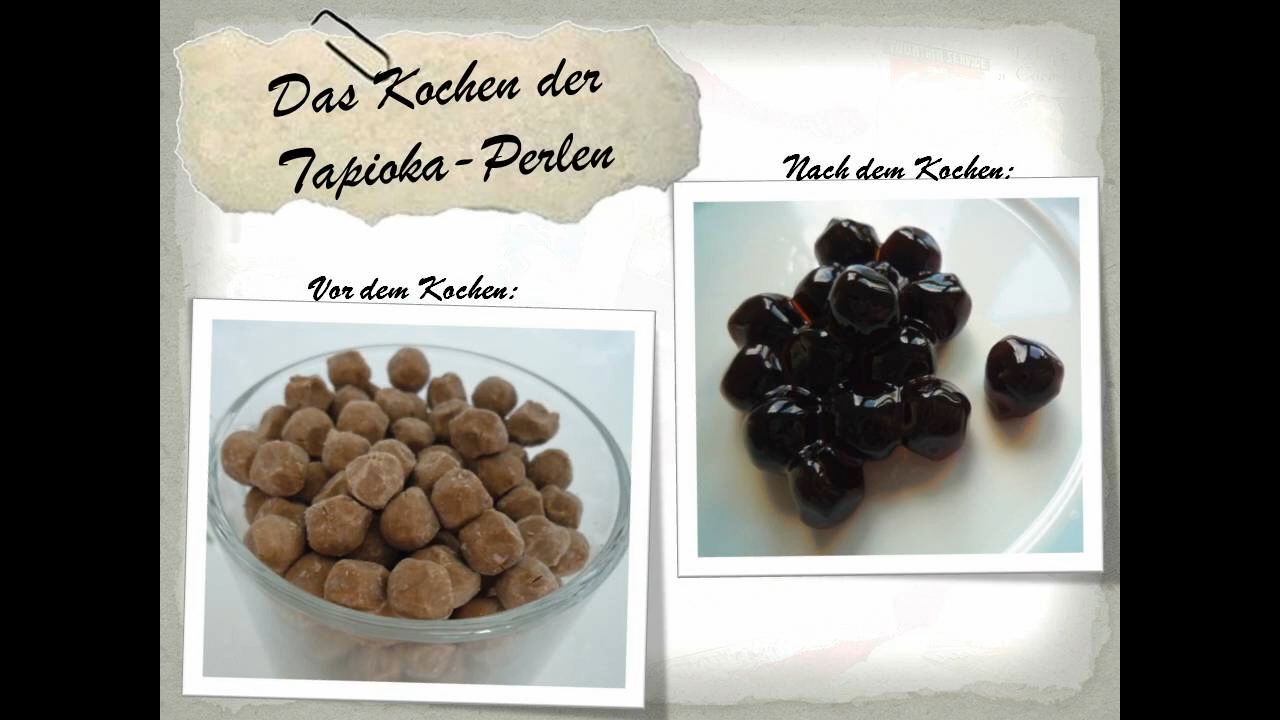 Das Kochen der
Tapioka-Perlen
Nach dem Kochen:
Vor dem Kochen: